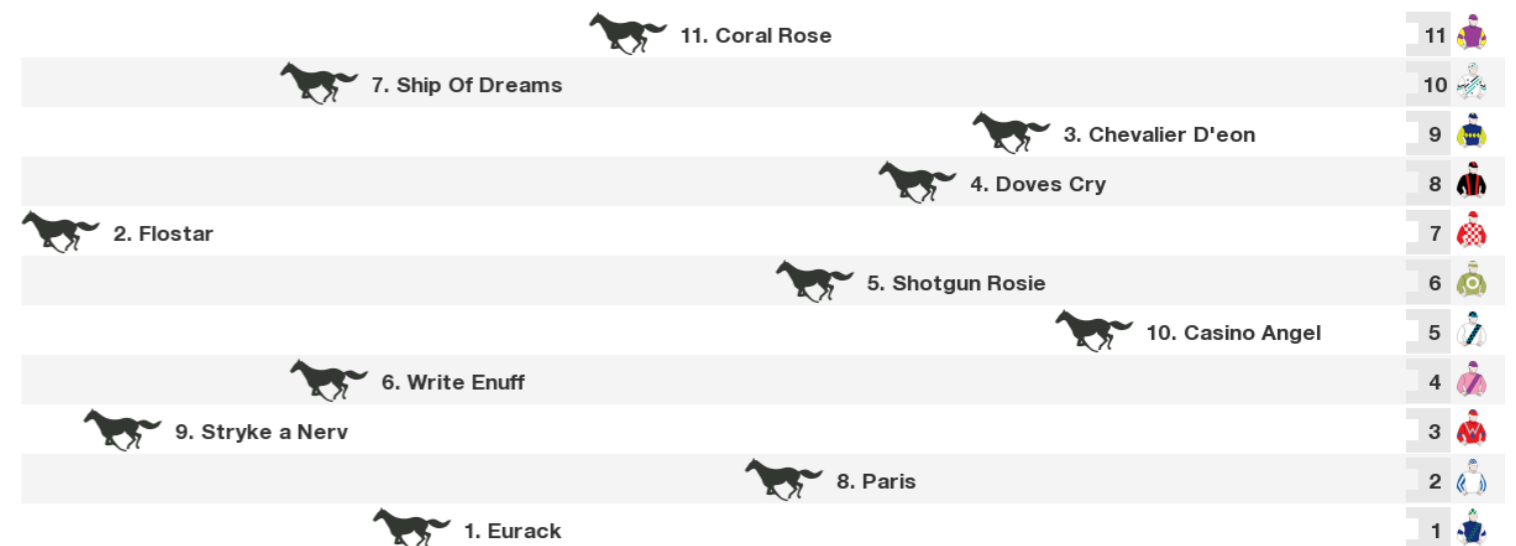 11. Coral Rose 11
7. Ship Of Dreams 10
3. Chevalier D'eon 9
4. Doves Cry 8
2. Flostar 7
5. Shotgun Rosie 6
10. Casino Angel 5
6. Write Enuff 4
9. Stryke a Nerv 3
8. Paris 2
1. Eurack 1